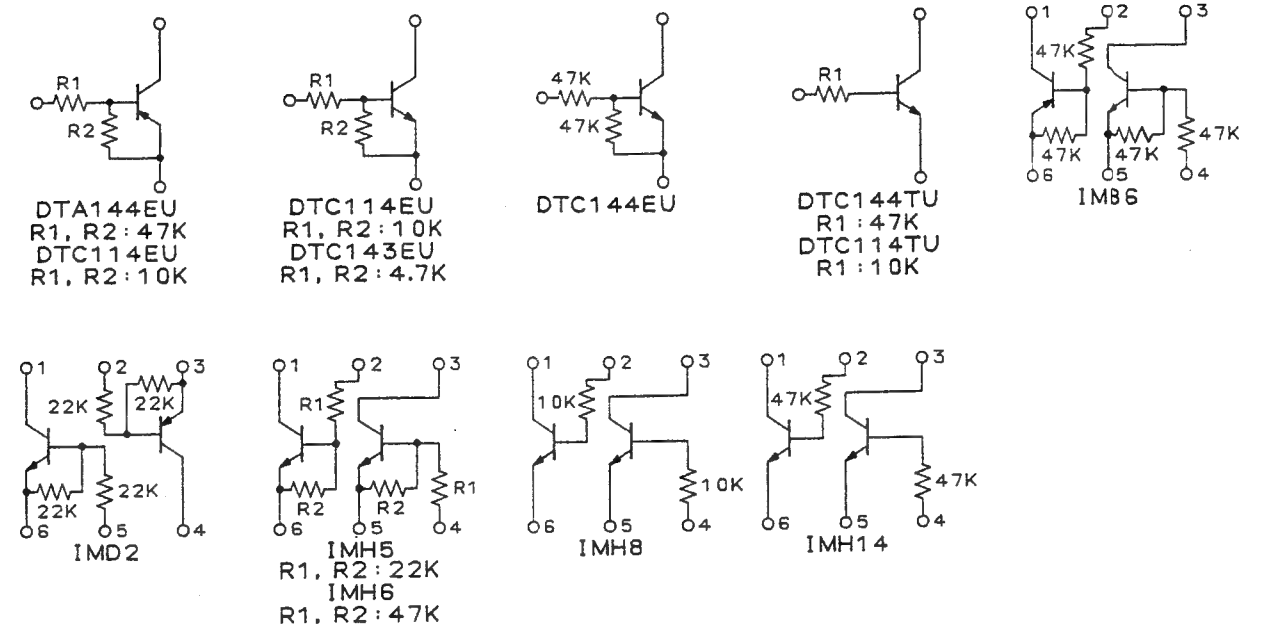 R1
R2
DTA144EU
R1, R2:47K
DTC114EU
R1, R2:10K
R1
R2
DTC114EU
R1, R2:10K
DTC143EU
R1, R2:4.7K
47K
47K
DTC144EU
R1
DTC144TU
R1:47K
DTC114TU
R1:10K
1 2 3
47K
47K 47K 47K
6 5 4
IMB6
1 2 3
22K 22K
22K
22K
6 5 4
IMD2
1 2 3
R1
R1
R2 R2
6 5 4
IMH5
R1, R2:22K
IMH6
R1, R2:47K
1 2 3
10K
10K
6 5 4
IMH8
1 2 3
47K
47K
6 5 4
IMH14